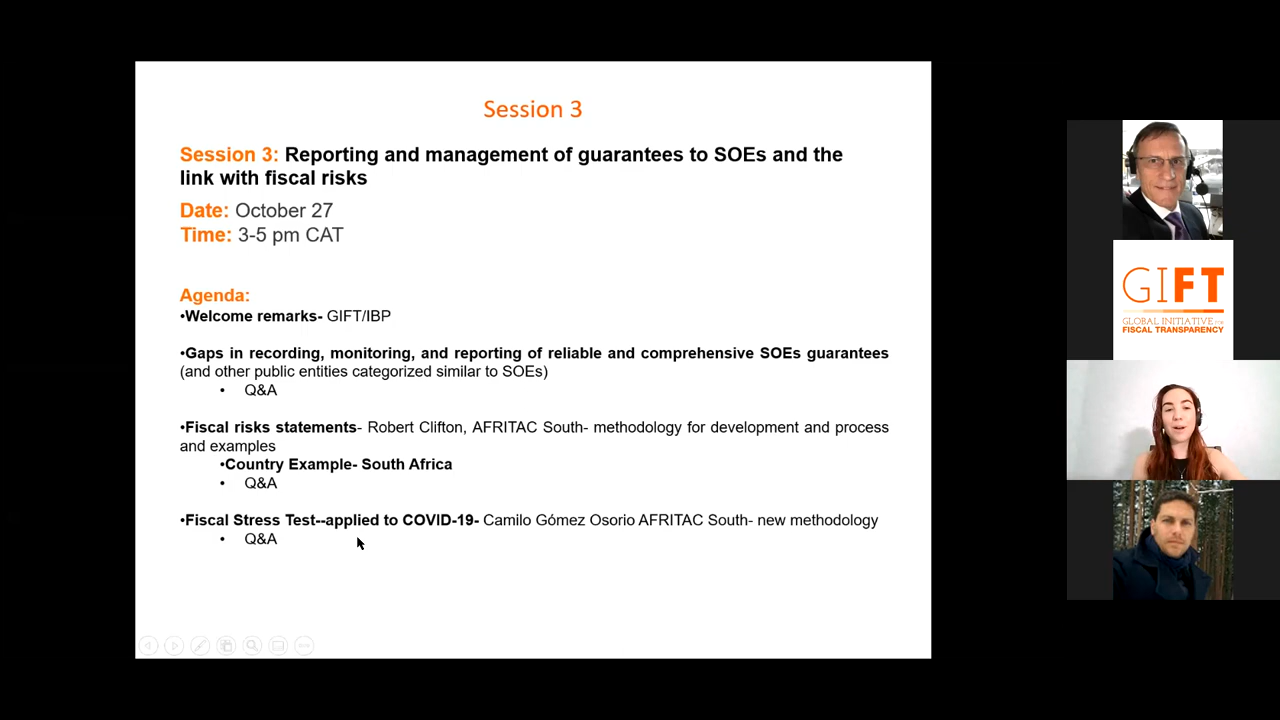 Session 3
Session 3: Reporting and management of guarantees to SOEs and the
link with fiscal risks
Date: October 27
Time: 3-5 pm CAT
Agenda:
•Welcome remarks- GIFT/IBP
•Gaps in recording, monitoring, and reporting of reliable and comprehensive SOEs guarantees
(and other public entities categorized similar to SOEs)
• Q&A
•Fiscal risks statements- Robert Clifton, AFRITAC South- methodology for development and process
and examples
•Country Example- South Africa
• Q&A
•Fiscal Stress Test--applied to COVID-19- Camilo Gómez Osorio AFRITAC South- new methodology
• Q&A
GIFT
GLOBAL INITIATIVE FOR
FISCAL TRANSPARENCY